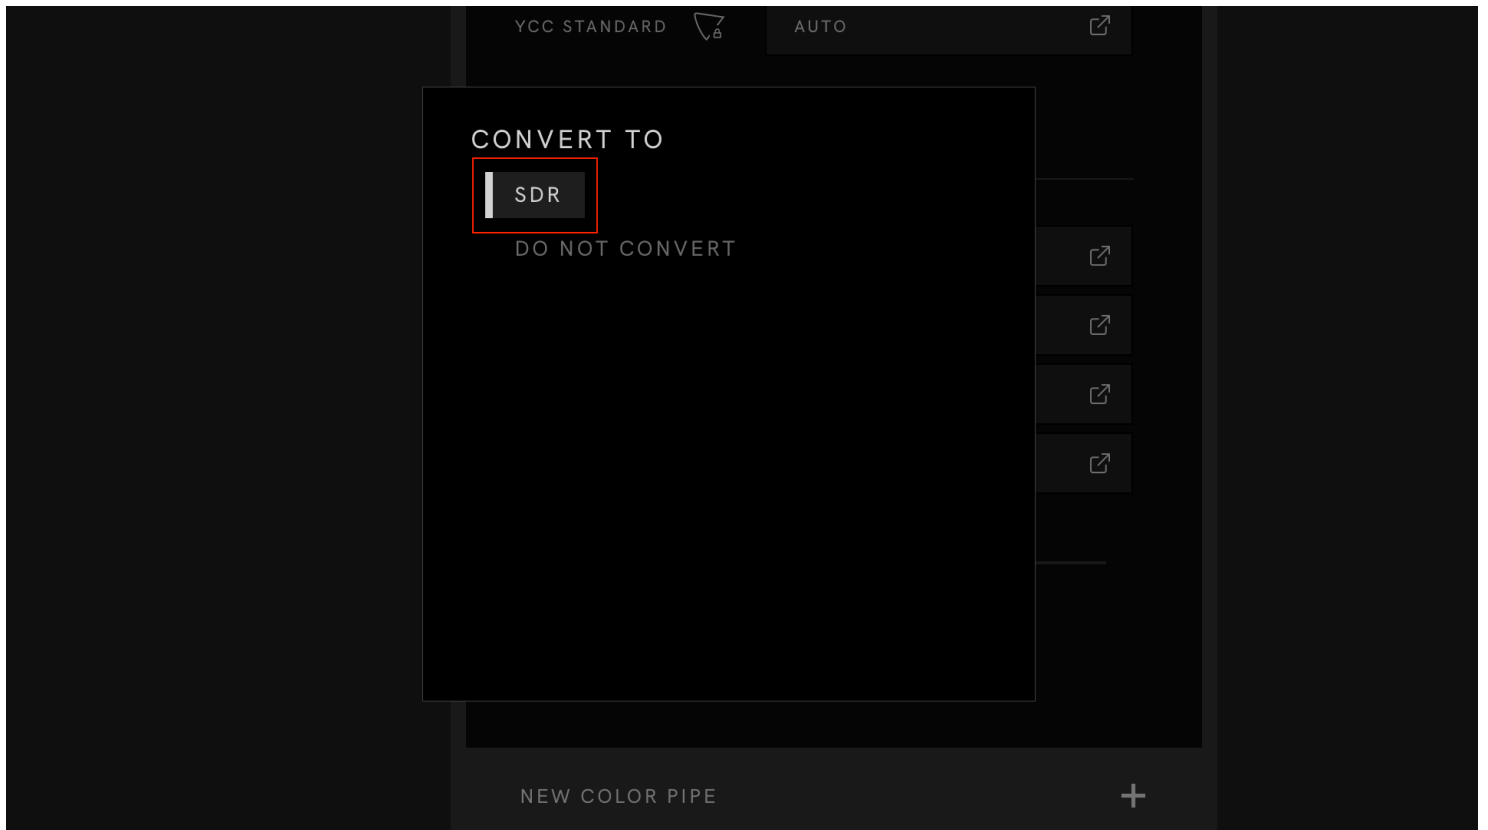 YCC STANDARD AUTO
CONVERT TO
SDR
DO NOT CONVERT
NEW COLOR PIPE